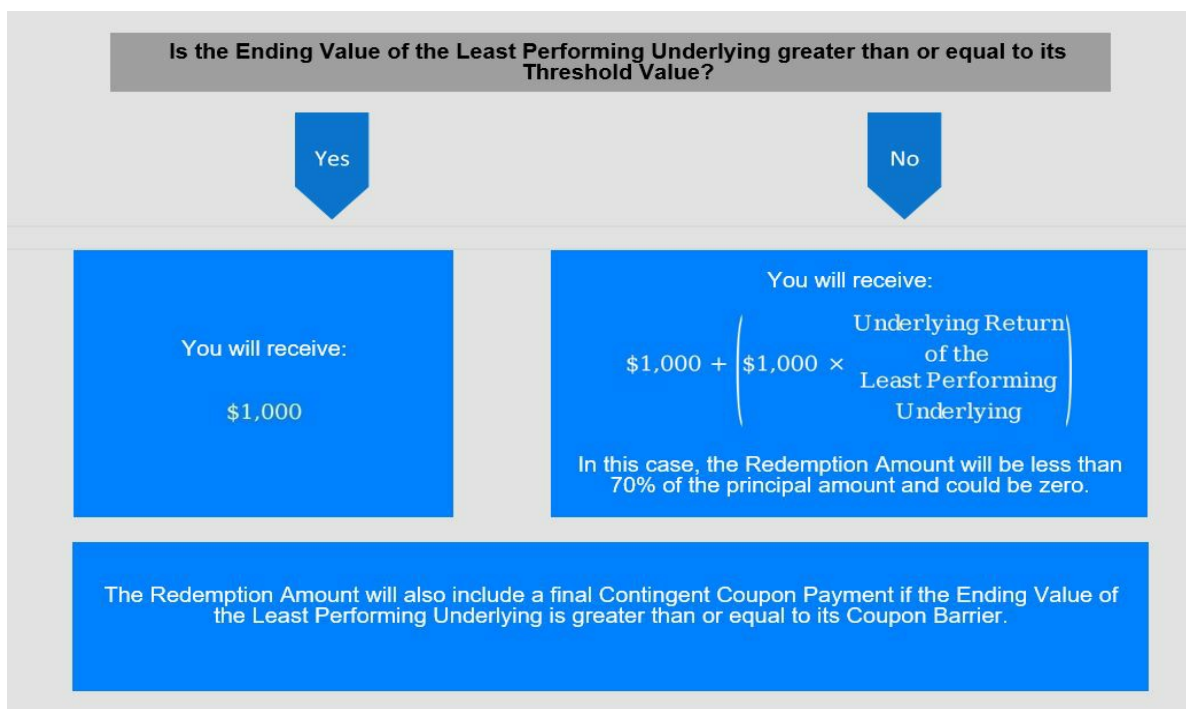 Is the Ending Value of the Least Performing Underlying greater than or equal to its
Threshold Value?
Yes
No
You will receive:
$1,000
You will receive:
$1,000 + ($1,000 × Underlying Return
of the
Least Performing
Underlying)
In this case, the Redemption Amount will be less than
70% of the principal amount and could be zero.
The Redemption Amount will also include a final Contingent Coupon Payment if the Ending Value of
the Least Performing Underlying is greater than or equal to its Coupon Barrier.